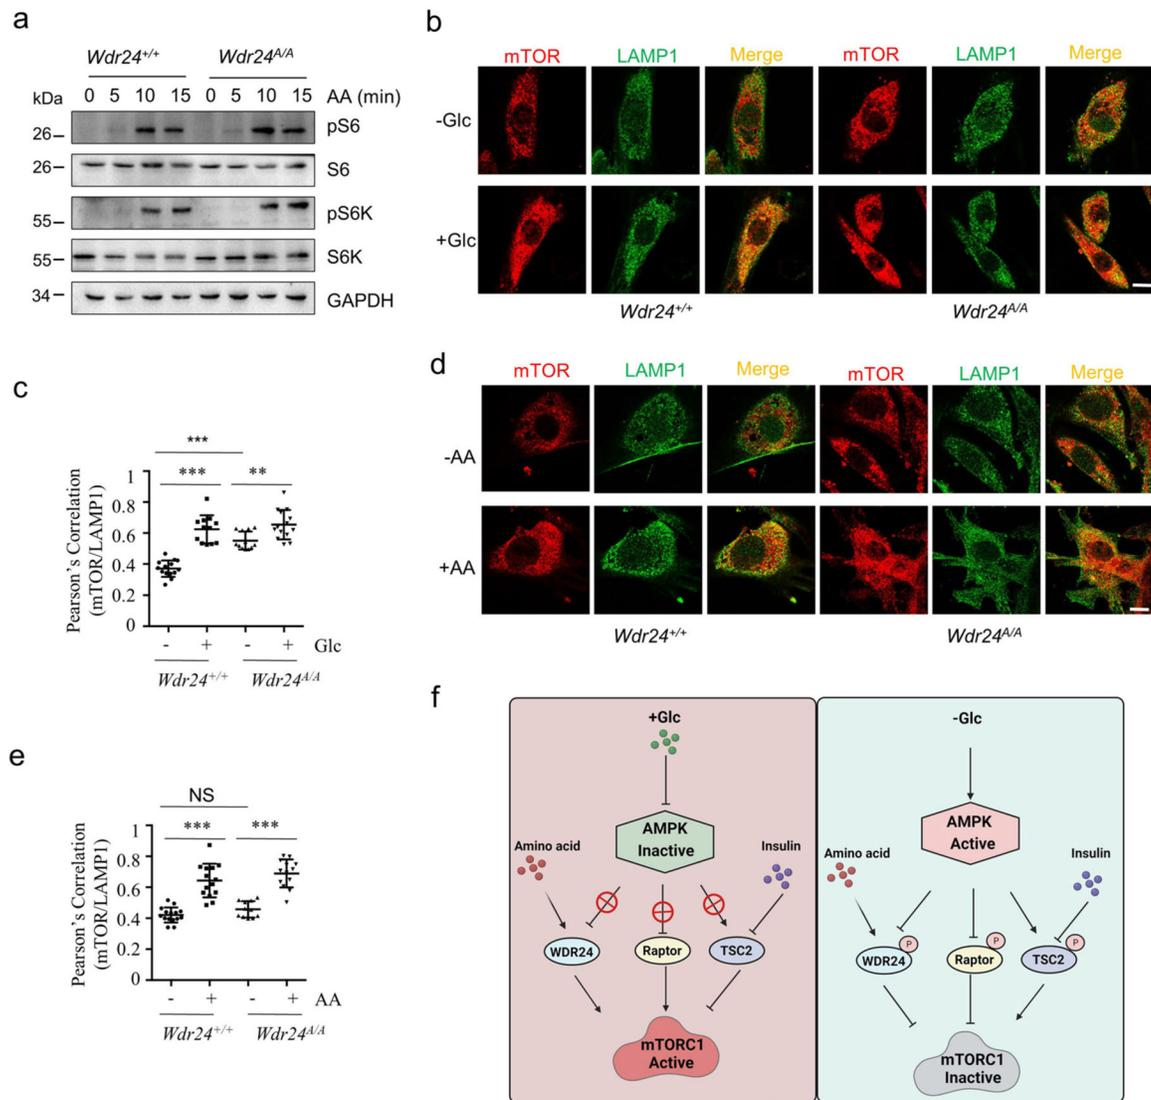 a
Wdr24+/+ Wdr24A/A
kDa 0 5 10 15 0 5 10 15 AA (min)
26 pS6
26 S6
55 pS6K
55 S6K
34 GAPDH
b
mTOR LAMP1 Merge mTOR LAMP1 Merge
-Glc
+Glc
Wdr24+/+ Wdr24A/A
c
***
*** **
Pearson's Correlation
(mTOR/LAMP1)
1
0.8
0.6
0.4
0.2
0
- + - + Glc
Wdr24+/+ Wdr24A/A
d
mTOR LAMP1 Merge mTOR LAMP1 Merge
-AA
+AA
Wdr24+/+ Wdr24A/A
e
NS
*** ***
Pearson's Correlation
(mTOR/LAMP1)
1
0.8
0.6
0.4
0.2
0
- + - + AA
Wdr24+/+ Wdr24A/A
f
+Glc
AMPK
Inactive
Amino acid Insulin
WDR24 Raptor TSC2
mTORC1
Active
-Glc
AMPK
Active
Amino acid Insulin
P P P
WDR24 Raptor TSC2
mTORC1
Inactive